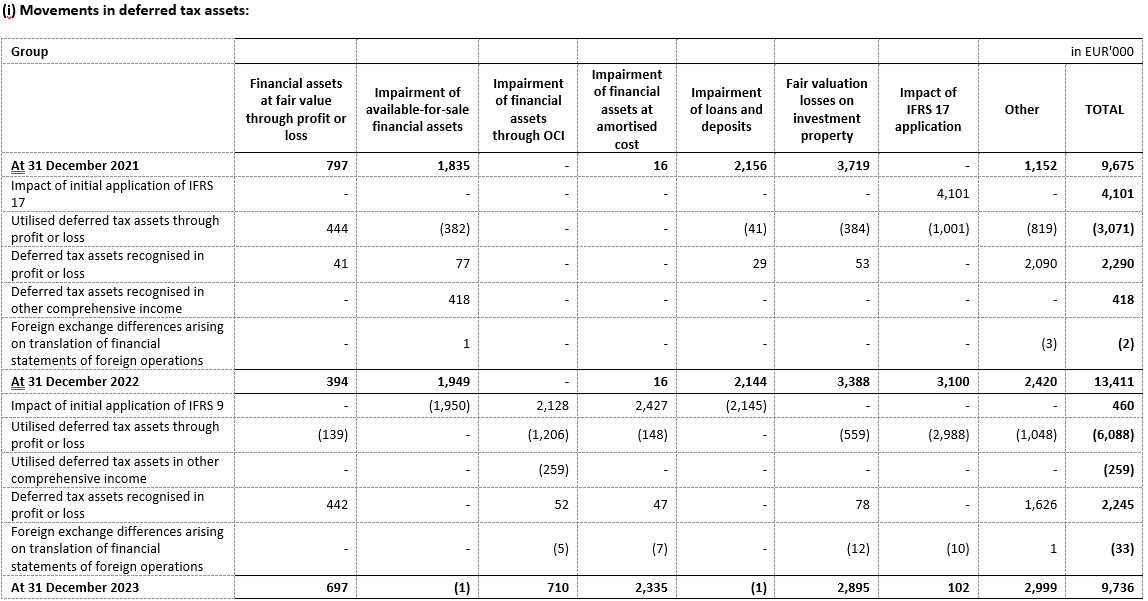 (i) Movements in deferred tax assets:
Group in EUR'000
Financial assets at fair value through profit or loss Impairment of available-for-sale financial assets Impairment of financial assets through OCI Impairment of financial assets at amortised cost Impairment of loans and deposits Fair valuation losses on investment property Impact of IFRS 17 application Other TOTAL
At 31 December 2021 797 1,835 - 16 2,156 3,719 - 1,152 9,675
Impact of initial application of IFRS
17 - - - - - - 4,101 - 4,101
Utilised deferred tax assets through
profit or loss 444 (382) - - (41) (384) (1,001) (819) (3,071)
Deferred tax assets recognised in
profit or loss 41 77 - - 29 53 - 2,090 2,290
Deferred tax assets recognised in
other comprehensive income - 418 - - - - - - 418
Foreign exchange differences arising
on translation of financial
statements of foreign operations - 1 - - - - - (3) (2)
At 31 December 2022 394 1,949 - 16 2,144 3,388 3,100 2,420 13,411
Impact of initial application of IFRS 9 - (1,950) 2,128 2,427 (2,145) - - - 460
Utilised deferred tax assets through
profit or loss (139) - (1,206) (148) - (559) (2,988) (1,048) (6,088)
Utilised deferred tax assets in other
comprehensive income - - (259) - - - - - (259)
Deferred tax assets recognised in
profit or loss 442 - 52 47 - 78 - 1,626 2,245
Foreign exchange differences arising
on translation of financial
statements of foreign operations - - (5) (7) - (12) (10) 1 (33)
At 31 December 2023 697 (1) 710 2,335 (1) 2,895 102 2,999 9,736